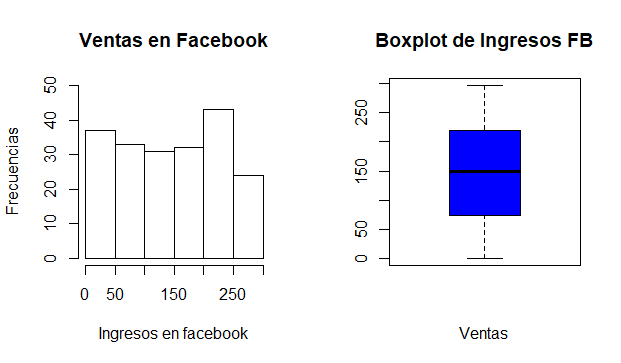 Ventas en Facebook
Frecuencias
50
40
30
20
10
0
0 50 150 250
Ingresos en facebook
Boxplot de Ingresos FB
250
150
50
0
Ventas